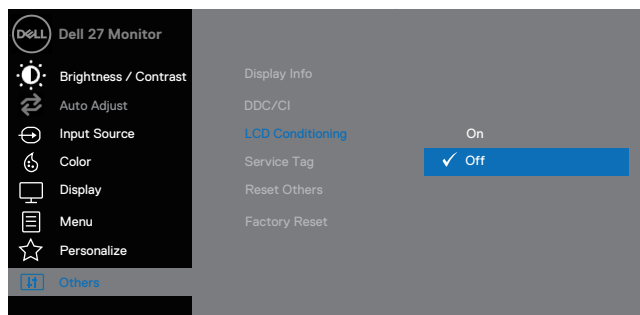 DELL Dell 27 Monitor
Brightness / Contrast Display Info
Auto Adjust DDC/CI
Input Source LCD Conditioning On
Color Service Tag ✓ Off
Display Reset Others
Menu Factory Reset
Personalize
Others